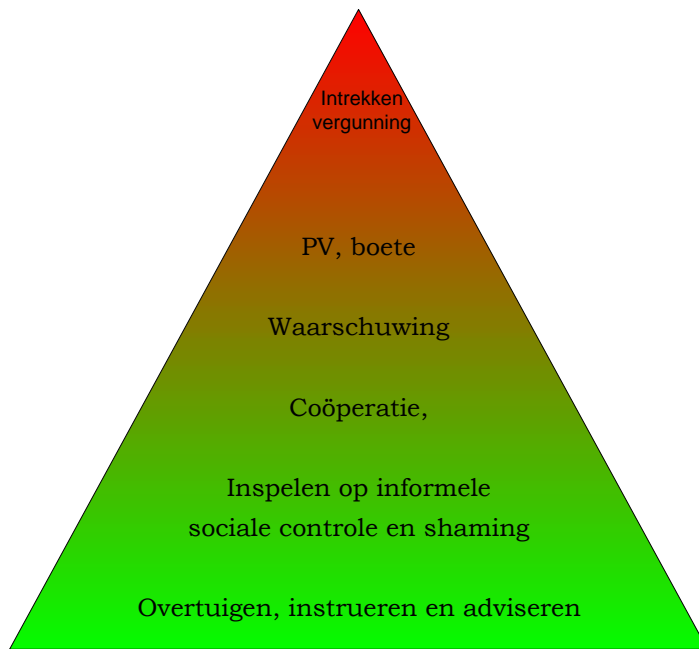 Intrekken
vergunning
PV, boete
Waarschuwing
Coöperatie,
Inspelen op informele
sociale controle en shaming
Overtuigen, instrueren en adviseren